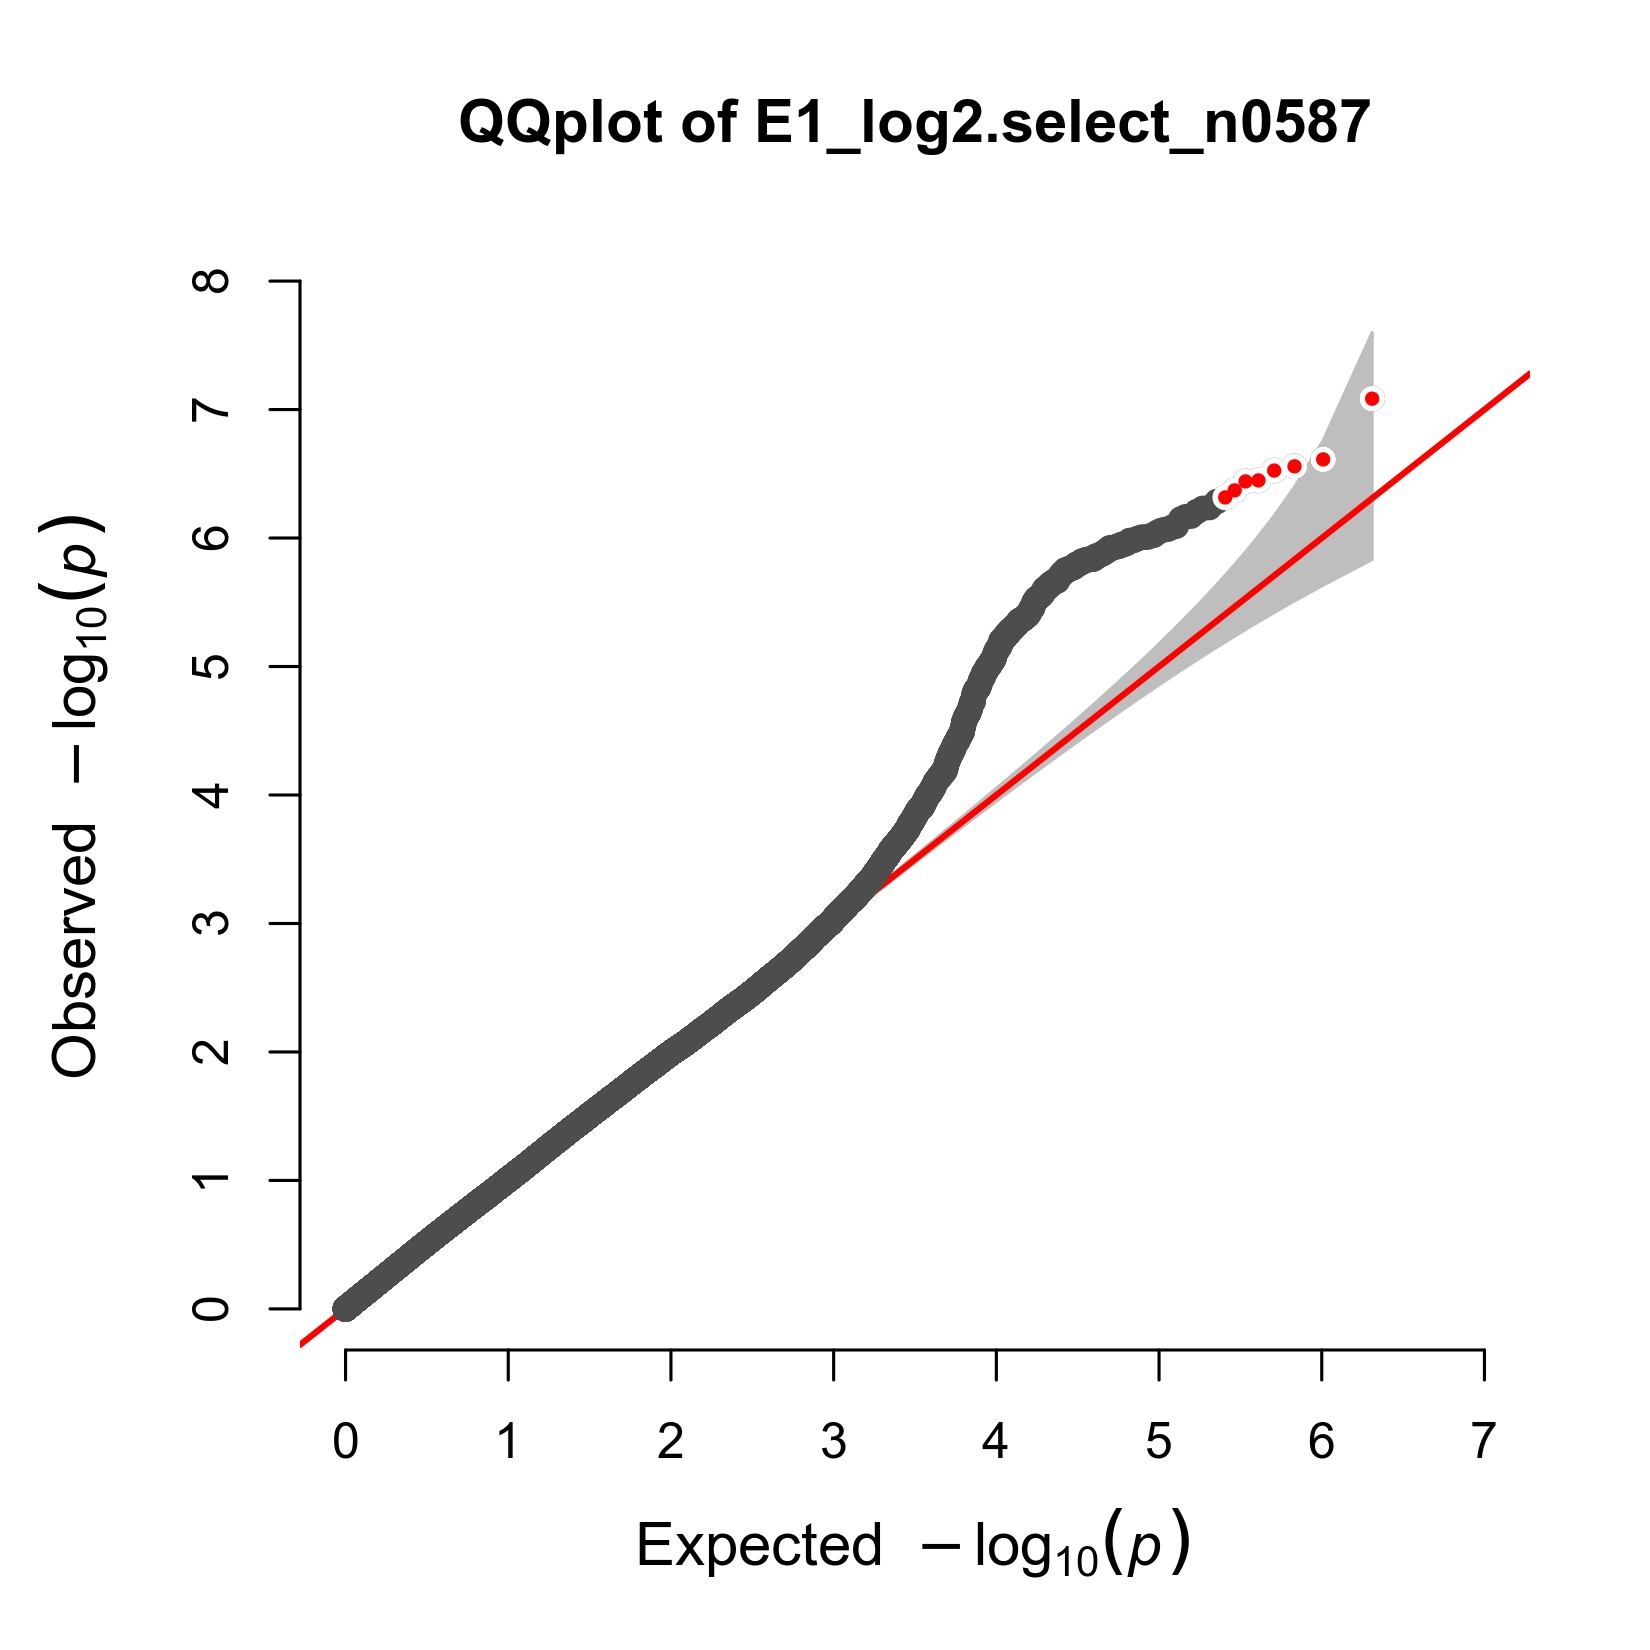 QQplot of E1_log2.select_n0587
8
7
6
5
4
3
2
1
0
Observed −log10(p)
0 1 2 3 4 5 6 7
Expected −log10(p)